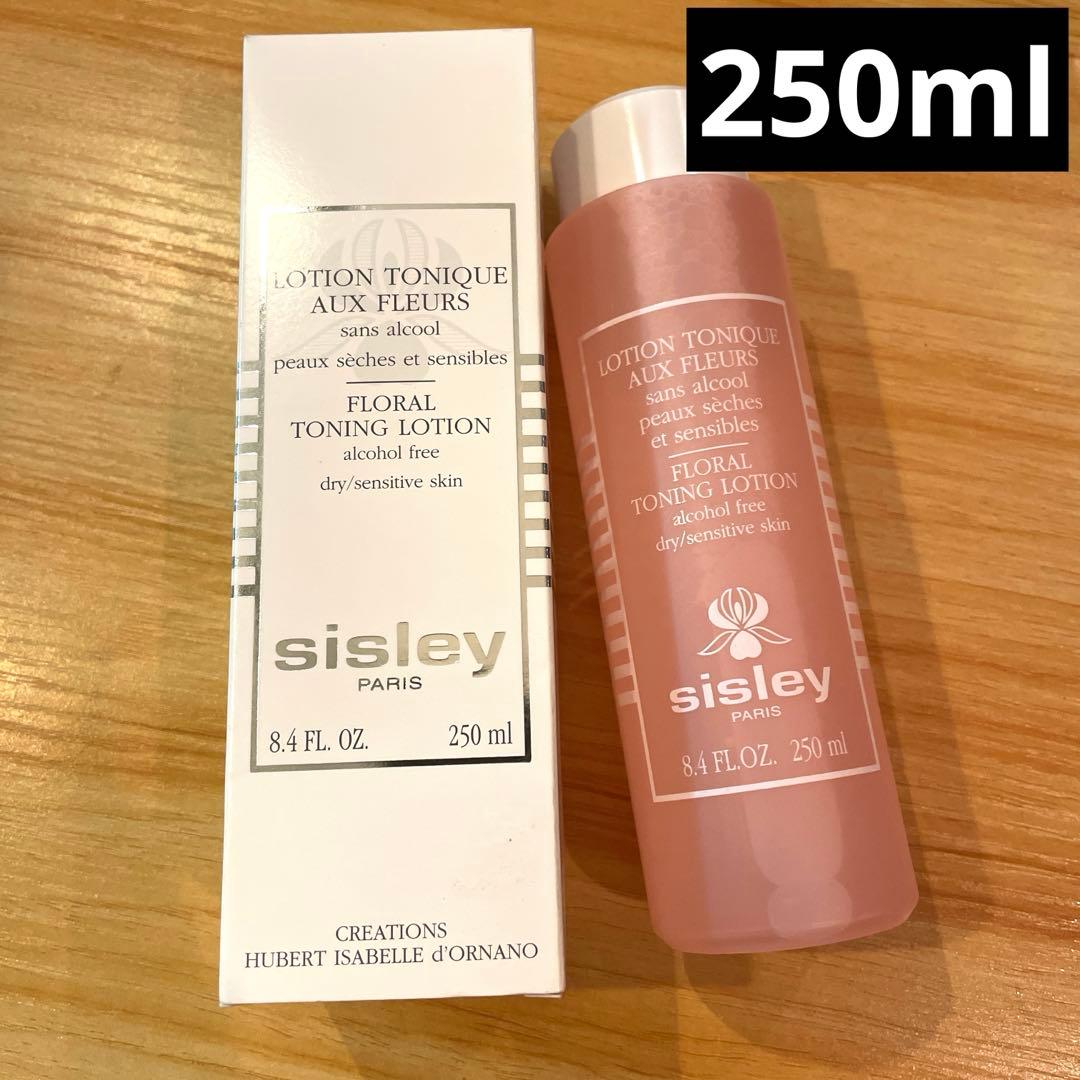 250ml
LOTION TONIQUE
AUX FLEURS
sans alcool
peaux sèches et sensibles
FLORAL
TONING LOTION
alcohol free
dry/sensitive skin
sisley
PARIS
8.4 FL. OZ. 250 ml
CREATIONS
HUBERT ISABELLE d'ORNANO
LOTION TONIQUE
AUX FLEURS
sans alcool
peaux sèches
et sensibles
FLORAL
TONING LOTION
alcohol free
dry/sensitive skin
sisley
PARIS
8.4 FL.OZ. 250 ml